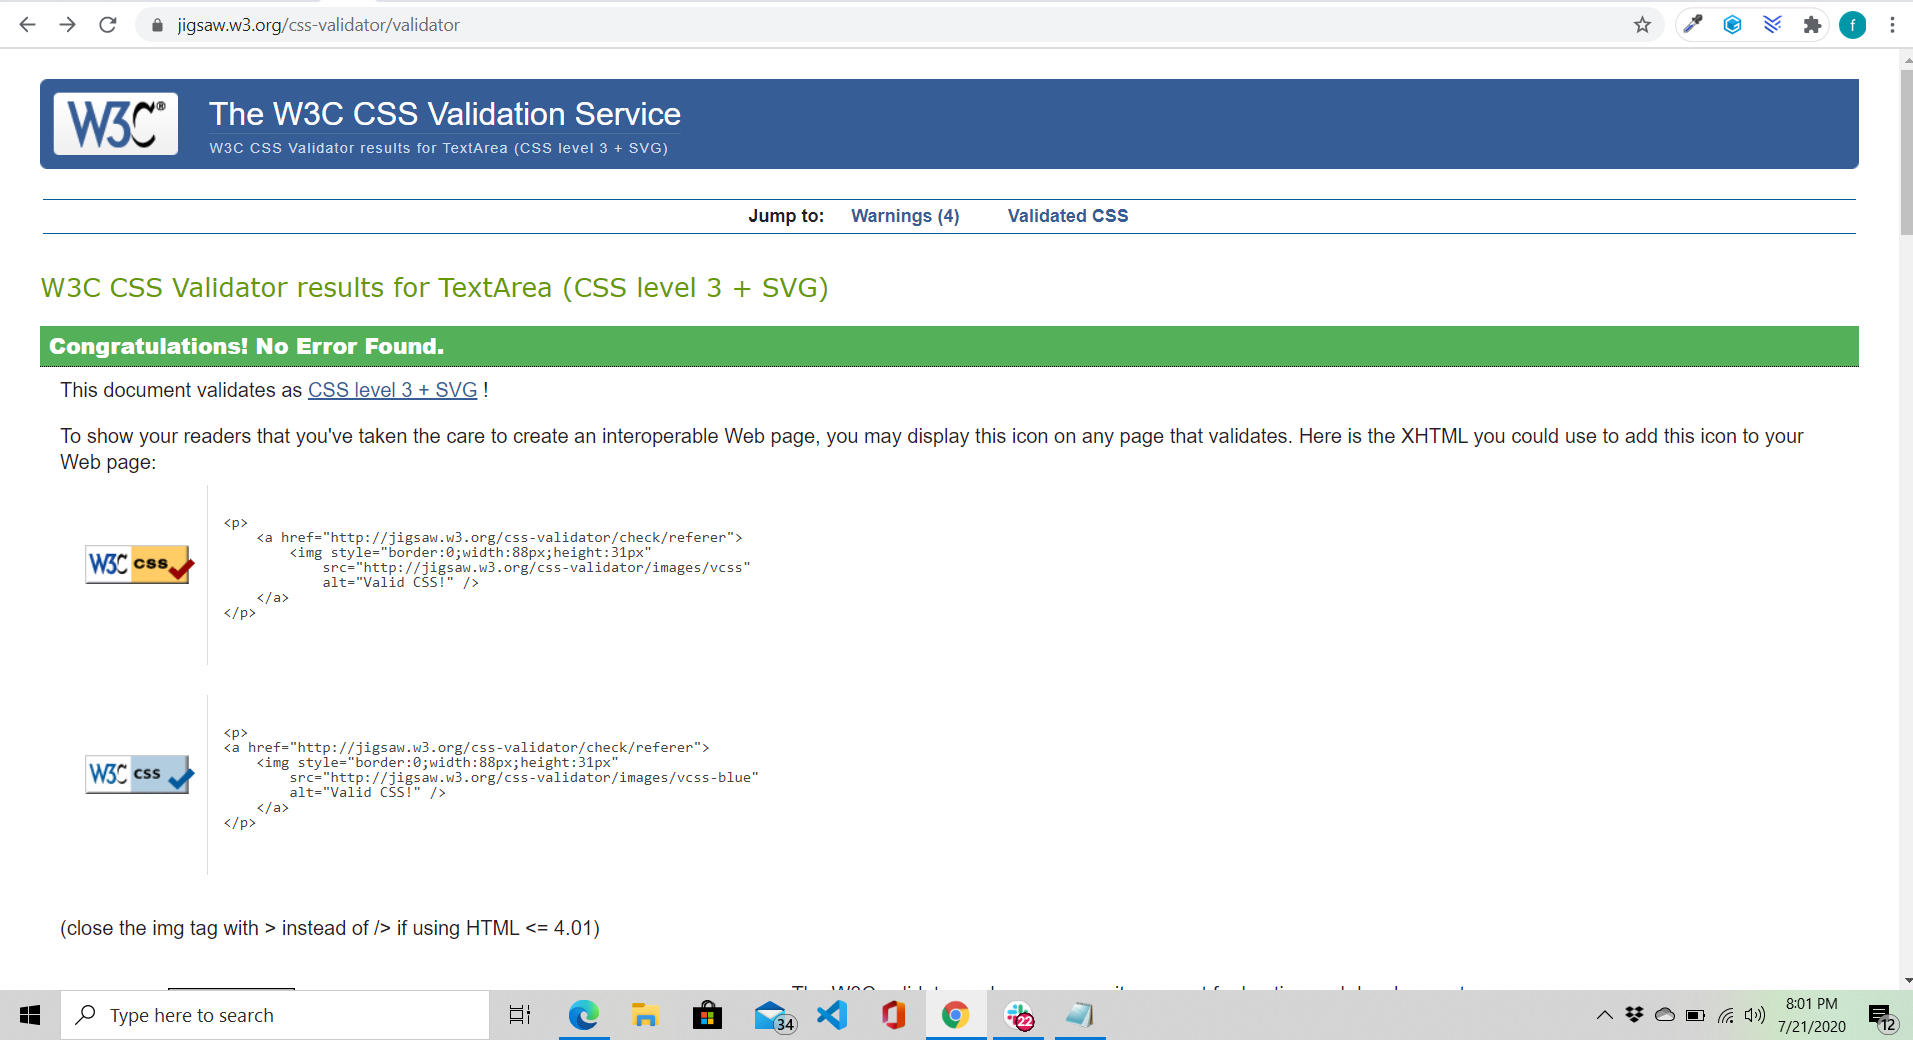 jigsaw.w3.org/css-validator/validator
f
W3C®
The W3C CSS Validation Service
W3C CSS Validator results for TextArea (CSS level 3 + SVG)
Jump to: Warnings (4) Validated CSS
W3C CSS Validator results for TextArea (CSS level 3 + SVG)
Congratulations! No Error Found.
This document validates as CSS level 3 + SVG !
To show your readers that you've taken the care to create an interoperable Web page, you may display this icon on any page that validates. Here is the XHTML you could use to add this icon to your
Web page:
W3C css
<p>
<a href="http://jigsaw.w3.org/css-validator/check/referer">
<img style="border:0;width:88px;height:31px"
src="http://jigsaw.w3.org/css-validator/images/vcss"
alt="Valid CSS!" />
</a>
</p>
W3C css
<p>
<a href="http://jigsaw.w3.org/css-validator/check/referer">
<img style="border:0;width:88px;height:31px"
src="http://jigsaw.w3.org/css-validator/images/vcss-blue"
alt="Valid CSS!" />
</a>
</p>
(close the img tag with > instead of /> if using HTML <= 4.01)
Type here to search
34
22
8:01 PM
7/21/2020
12